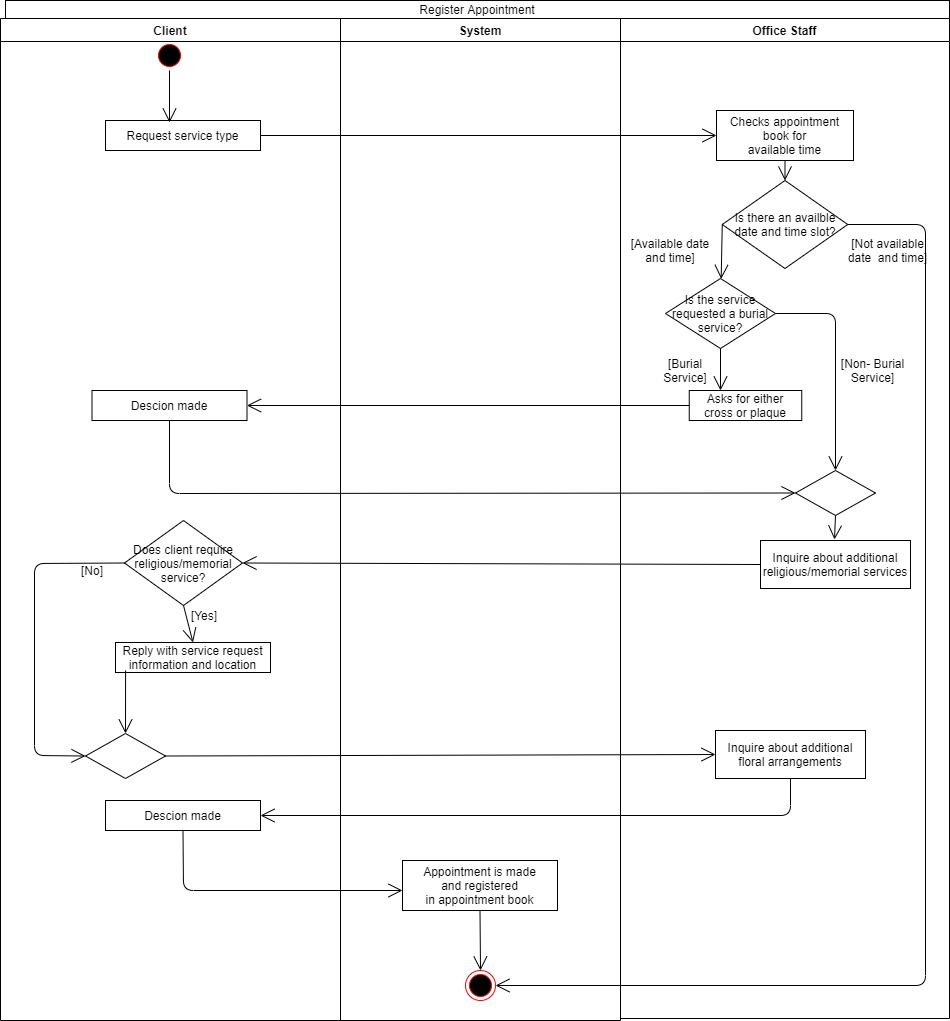 Register Appointment
Client
System
Office Staff
Request service type
Checks appointment
book for
available time
Is there an availble
date and time slot?
[Available date
and time]
[Not available
date and time]
Is the service
requested a burial
service?
[Burial
Service]
[Non- Burial
Service]
Descion made
Asks for either
cross or plaque
Does client require
religious/memorial
service?
[No]
[Yes]
Inquire about additional
religious/memorial services
Reply with service request
information and location
Inquire about additional
floral arrangements
Descion made
Appointment is made
and registered
in appointment book